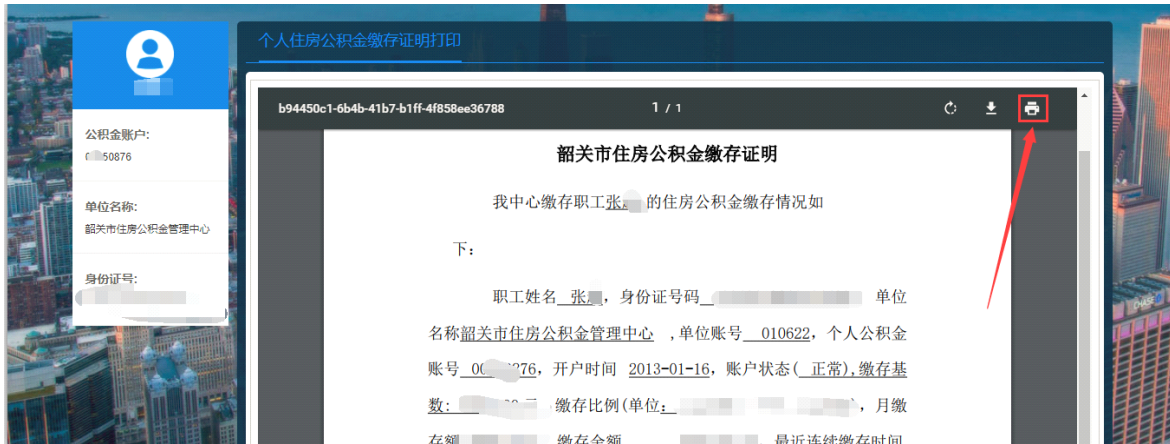 个人住房公积金缴存证明打印
公积金账户:
50876
单位名称:
韶关市住房公积金管理中心
身份证号:
b94450c1-6b4b-41b7-b1ff-4f858ee36788 1 / 1
韶关市住房公积金缴存证明
我中心缴存职工张 的住房公积金缴存情况如
下:
职工姓名 张 ,身份证号码 单位
名称韶关市住房公积金管理中心 ,单位账号 010622,个人公积金
账号 00 76,开户时间 2013-01-16,账户状态( 正常),缴存基
数: 缴存比例(单位: ,月缴
存额 缴存金额 最近连续缴存时间
CHASE